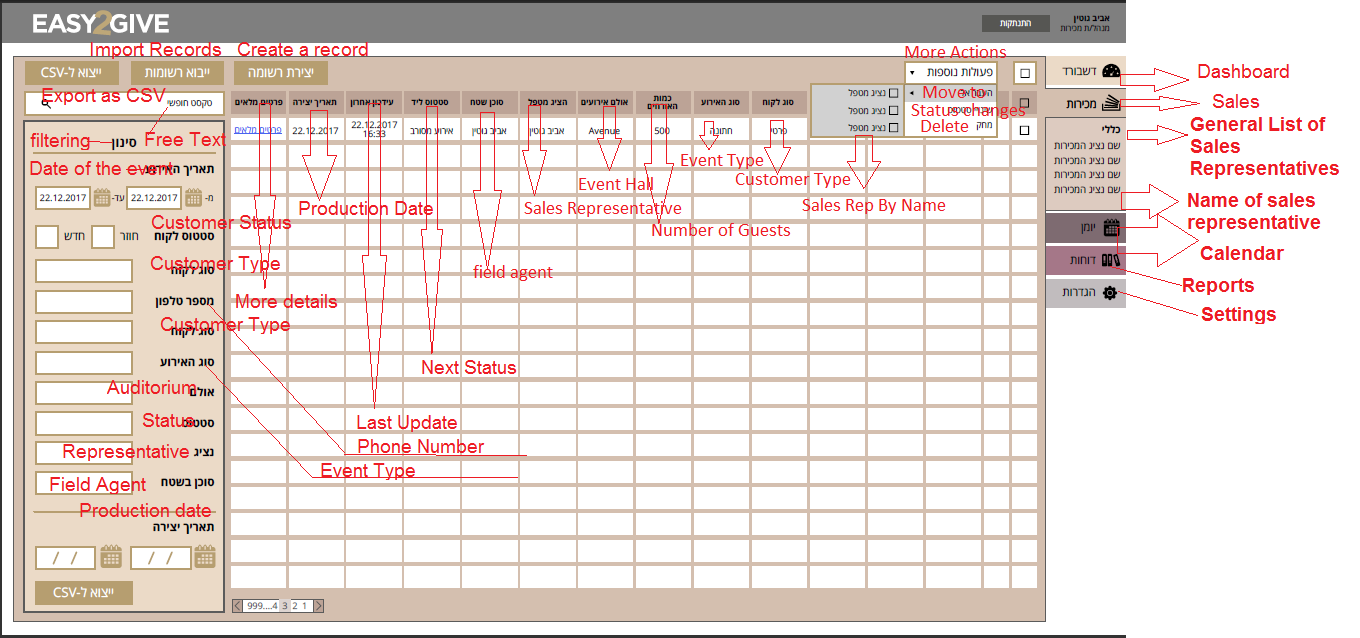 EASY2GIVE
התנתקות
אביב גוטין
מנהל/ת מכירות
Import Records
Create a record
More Actions
ייצוא ל-CSV
ייבוא רשומות
יצירת רשומה
פעולות נוספות
דשבורד
Dashboard
Export as CSV
טקסט חופשי
Free Text
פרטים מלאים
תאריך יצירה
עידכון אחרון
סטטוס ליד
סוכן שטח
הציג מטפל
אולם אירועים
כמות האורחים
סוג האירוע
סוג לקוח
נציג מטפל
נציג מטפל
נציג מטפל
Move to
Status changes
Delete
מחק
מכירות
Sales
כללי
General List of
Sales
Representatives
שם נציג המכירות
שם נציג המכירות
שם נציג המכירות
שם נציג המכירות
Name of sales
representative
יומן
Calendar
דוחות
Reports
הגדרות
Settings
פרטים מלאים
22.12.2017
22.12.2017
16:33
אירוע מסורב
אביב גוטין
אביב גוטין
Avenue
500
חתונה
פרטי
filtering
סינון
Date of the event
תאריך
מ-
22.12.2017
עד-
22.12.2017
Customer Status
סטטוס לקוח
חוזר
חדש
Customer Type
סוג לקוח
מספר טלפון
Customer Type
סוג לקוח
סוג האירוע
Auditorium
אולם
Status
סטטוס
Representative
נציג
Field Agent
סוכן בשטח
Production date
תאריך יצירה
/ /
/ /
ייצוא ל-CSV
More details
Production Date
Last Update
Next Status
field agent
Sales Representative
Event Hall
Number of Guests
Event Type
Customer Type
Sales Rep By Name
Phone Number
Event Type
999....4 3 2 1